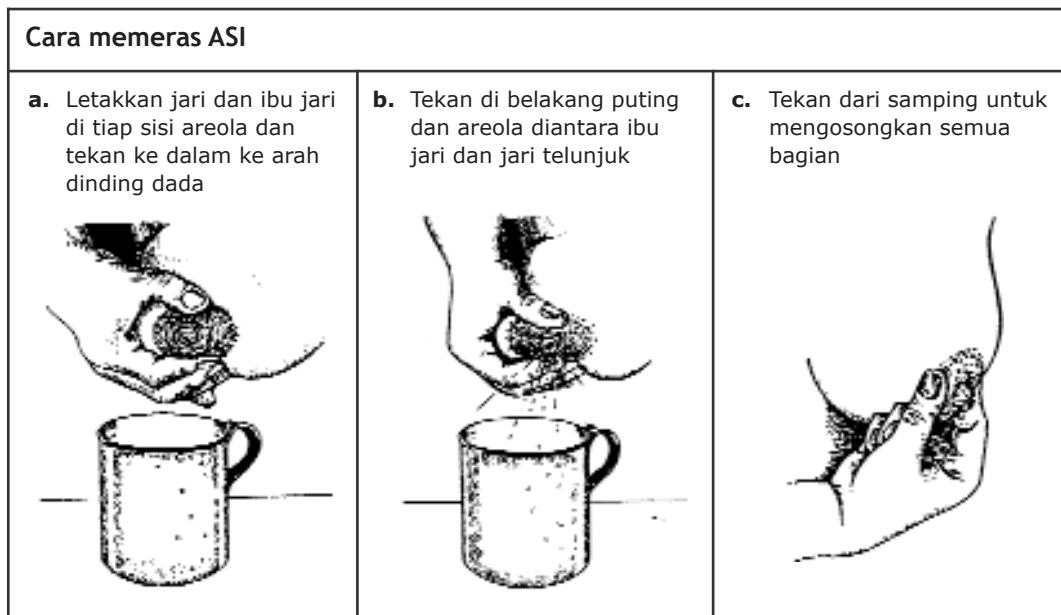 Cara memeras ASI
a. Letakkan jari dan ibu jari
di tiap sisi areola dan
tekan ke dalam ke arah
dinding dada
b. Tekan di belakang puting
dan areola diantara ibu
jari dan jari telunjuk
c. Tekan dari samping untuk
mengosongkan semua
bagian